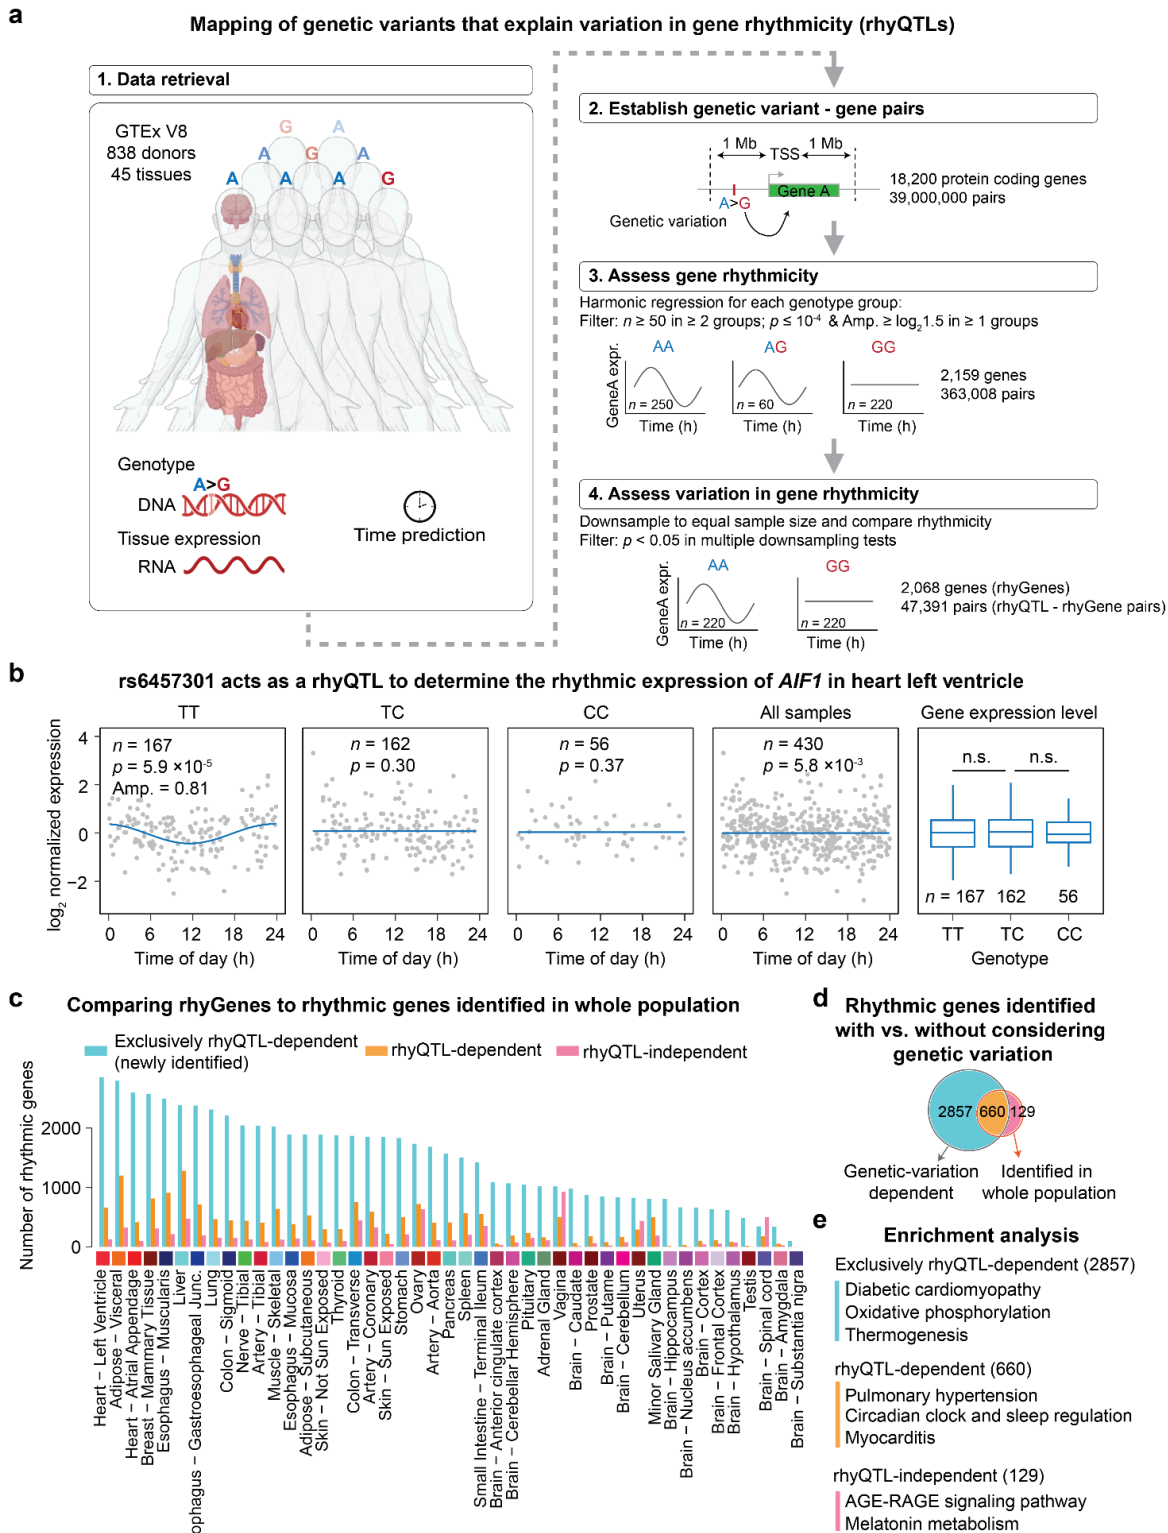 a
Mapping of genetic variants that explain variation in gene rhythmicity (rhyQTLs)
1. Data retrieval
GTEx V8
838 donors
45 tissues
G A
A G A
A A A G
Genotype
A>G
DNA
Tissue expression
RNA
Time prediction
2. Establish genetic variant - gene pairs
1 Mb TSS 1 Mb
Gene A
A>G
Genetic variation
18,200 protein coding genes
39,000,000 pairs
3. Assess gene rhythmicity
Harmonic regression for each genotype group:
Filter: n ≥ 50 in ≥ 2 groups; p ≤ 10⁻⁴ & Amp. ≥ log₂1.5 in ≥ 1 groups
AA AG GG
GeneA expr.
n = 250 n = 60 n = 220
Time (h) Time (h) Time (h)
2,159 genes
363,008 pairs
4. Assess variation in gene rhythmicity
Downsample to equal sample size and compare rhythmicity
Filter: p < 0.05 in multiple downsampling tests
AA GG
GeneA expr.
n = 220 n = 220
Time (h) Time (h)
2,068 genes (rhyGenes)
47,391 pairs (rhyQTL - rhyGene pairs)
b
rs6457301 acts as a rhyQTL to determine the rhythmic expression of AIF1 in heart left ventricle
TT TC CC All samples Gene expression level
log₂ normalized expression
4
2
0
−2
n = 167
p = 5.9 ×10⁻⁵
Amp. = 0.81
n = 162
p = 0.30
n = 56
p = 0.37
n = 430
p = 5.8 ×10⁻³
n.s. n.s.
n = 167 162 56
0 6 12 18 24 0 6 12 18 24 0 6 12 18 24 0 6 12 18 24 TT TC CC
Time of day (h) Time of day (h) Time of day (h) Time of day (h) Genotype
c
Comparing rhyGenes to rhythmic genes identified in whole population
Exclusively rhyQTL-dependent
(newly identified)
rhyQTL-dependent
rhyQTL-independent
Number of rhythmic genes
2000
1000
0
Heart − Left Ventricle
Adipose − Visceral
Heart − Atrial Appendage
Breast − Mammary Tissue
Esophagus − Muscularis
Liver
ophagus − Gastroesophageal Junc.
Lung
Colon − Sigmoid
Nerve − Tibial
Artery − Tibial
Muscle − Skeletal
Esophagus − Mucosa
Adipose − Subcutaneous
Skin − Not Sun Exposed
Thyroid
Colon − Transverse
Artery − Coronary
Skin − Sun Exposed
Stomach
Ovary
Artery − Aorta
Pancreas
Spleen
Small Intestine − Terminal Ileum
Brain − Anterior cingulate cortex
Brain − Cerebellar Hemisphere
Pituitary
Adrenal Gland
Vagina
Brain − Caudate
Prostate
Brain − Putame
Brain − Cerebellum
Uterus
Minor Salivary Gland
Brain − Hippocampus
Brain − Nucleus accumbens
Brain − Cortex
Brain − Frontal Cortex
Brain − Hypothalamus
Testis
Brain − Spinal cord
Brain − Amygdala
Brain − Substantia nigra
d
Rhythmic genes identified
with vs. without considering
genetic variation
2857 660 129
Genetic-variation
dependent
Identified in
whole population
e
Enrichment analysis
Exclusively rhyQTL-dependent (2857)
Diabetic cardiomyopathy
Oxidative phosphorylation
Thermogenesis
rhyQTL-dependent (660)
Pulmonary hypertension
Circadian clock and sleep regulation
Myocarditis
rhyQTL-independent (129)
AGE-RAGE signaling pathway
Melatonin metabolism